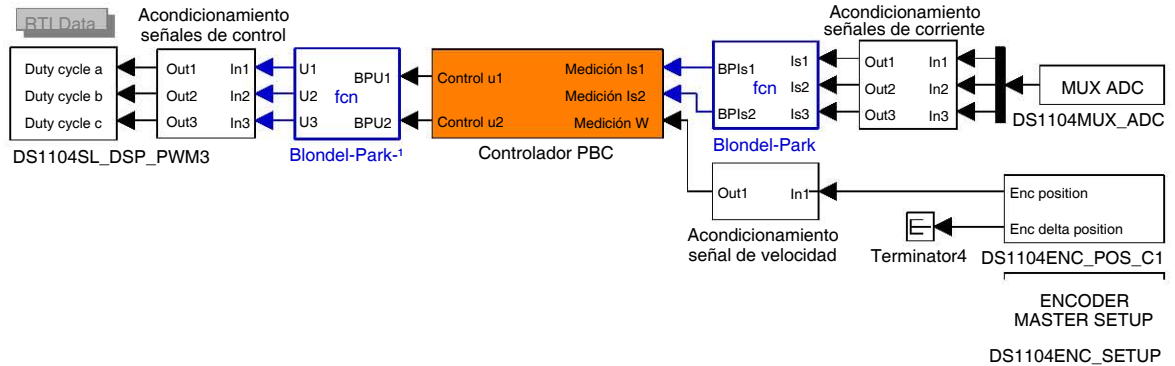 RTI Data
Acondicionamiento
señales de control
Duty cycle a
Duty cycle b
Duty cycle c
DS1104SL_DSP_PWM3
Out1
In1
Out2
In2
Out3
In3
U1
U2
U3
fcn
BPU1
BPU2
Blondel-Park-¹
Control u1
Control u2
Medición Is1
Medición Is2
Medición W
Controlador PBC
BPIs1
BPIs2
fcn
Is1
Is2
Is3
Blondel-Park
Acondicionamiento
señales de corriente
Out1
In1
Out2
In2
Out3
In3
MUX ADC
DS1104MUX_ADC
Out1
In1
Acondicionamiento
señal de velocidad
Terminator4
Enc position
Enc delta position
DS1104ENC_POS_C1
ENCODER
MASTER SETUP
DS1104ENC_SETUP